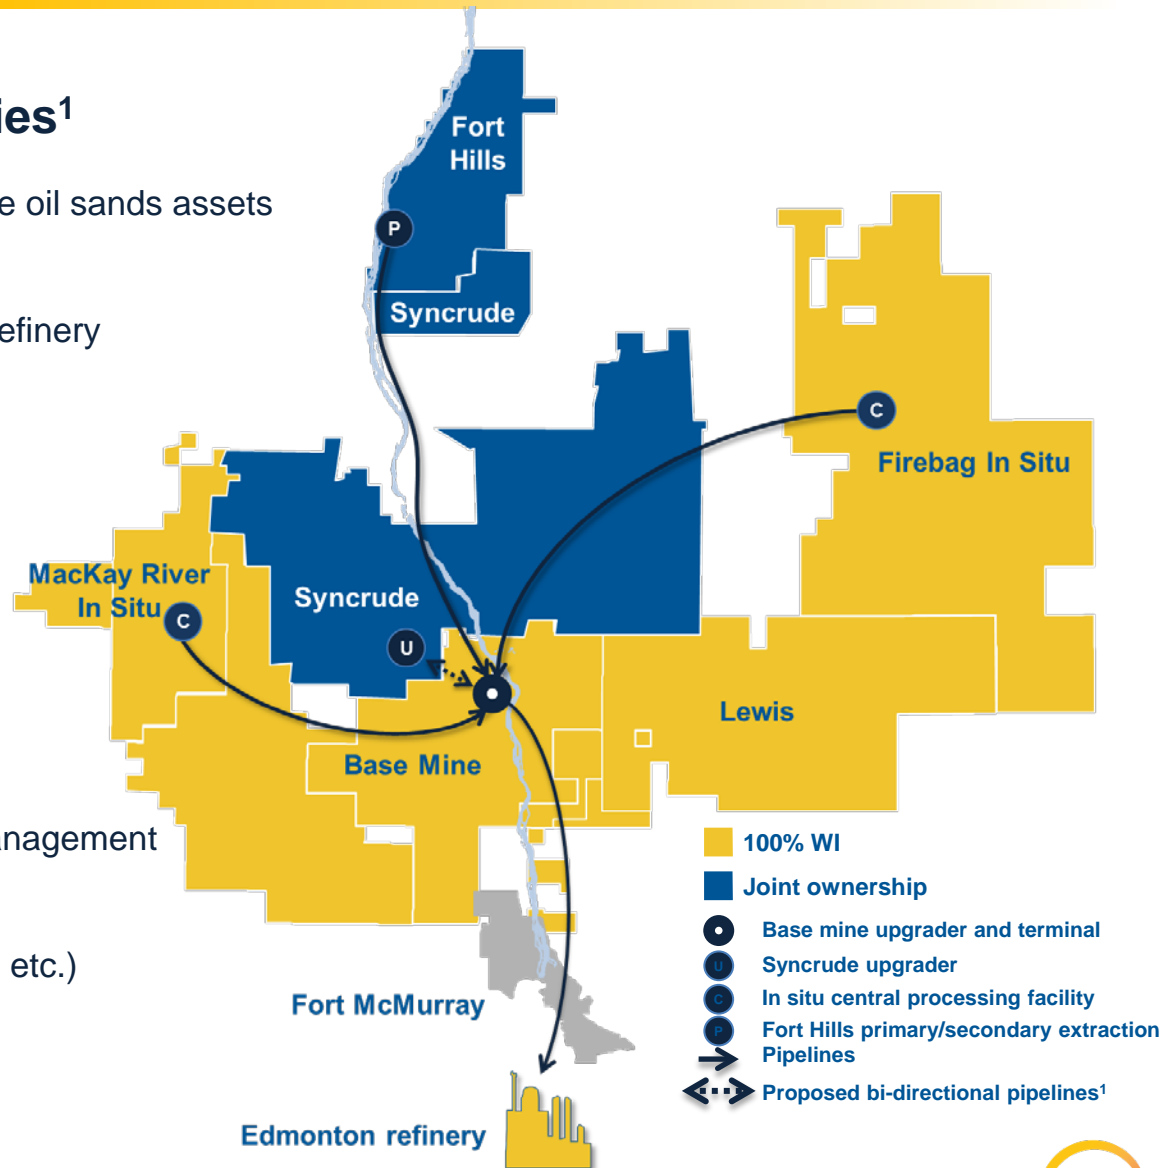 ies¹
e oil sands assets
efinery
anagement
etc.)
Fort
Hills
P
Syncrude
C
Firebag In Situ
MacKay River
In Situ
C
Syncrude
U
Lewis
Base Mine
100% WI
Joint ownership
Base mine upgrader and terminal
U Syncrude upgrader
C In situ central processing facility
P Fort Hills primary/secondary extraction
Pipelines
Proposed bi-directional pipelines¹
Fort McMurray
Edmonton refinery